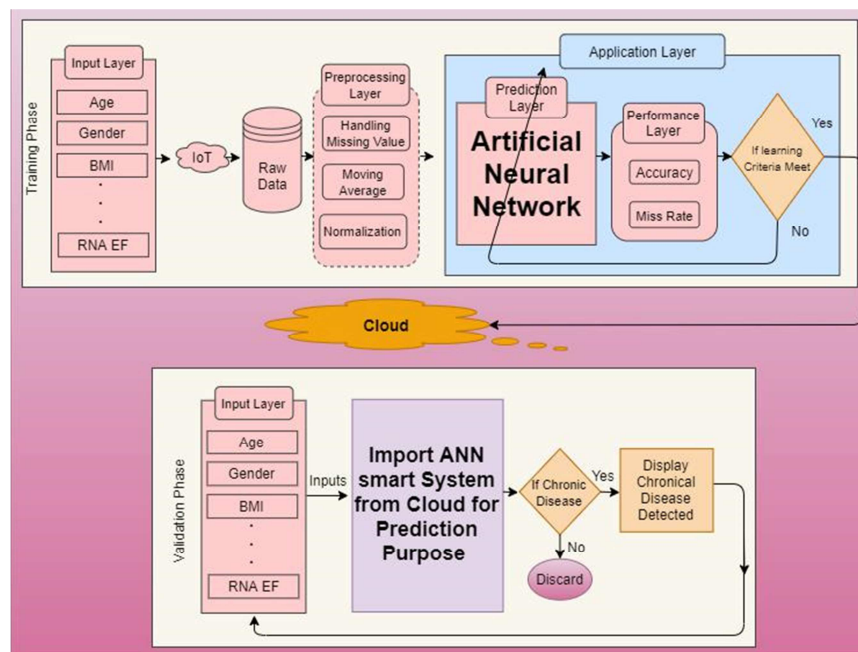 Training Phase
Input Layer
Age
Gender
BMI
RNA EF
IoT
Raw
Data
Preprocessing
Layer
Handling
Missing Value
Moving
Average
Normalization
Application Layer
Prediction
Layer
Artificial
Neural
Network
Performance
Layer
Accuracy
Miss Rate
If learning
Criteria Meet
Yes
No
Cloud
Validation Phase
Input Layer
Age
Gender
BMI
RNA EF
Inputs
Import ANN
smart System
from Cloud for
Prediction
Purpose
If Chronic
Disease
Yes
No
Discard
Display
Chronical
Disease
Detected